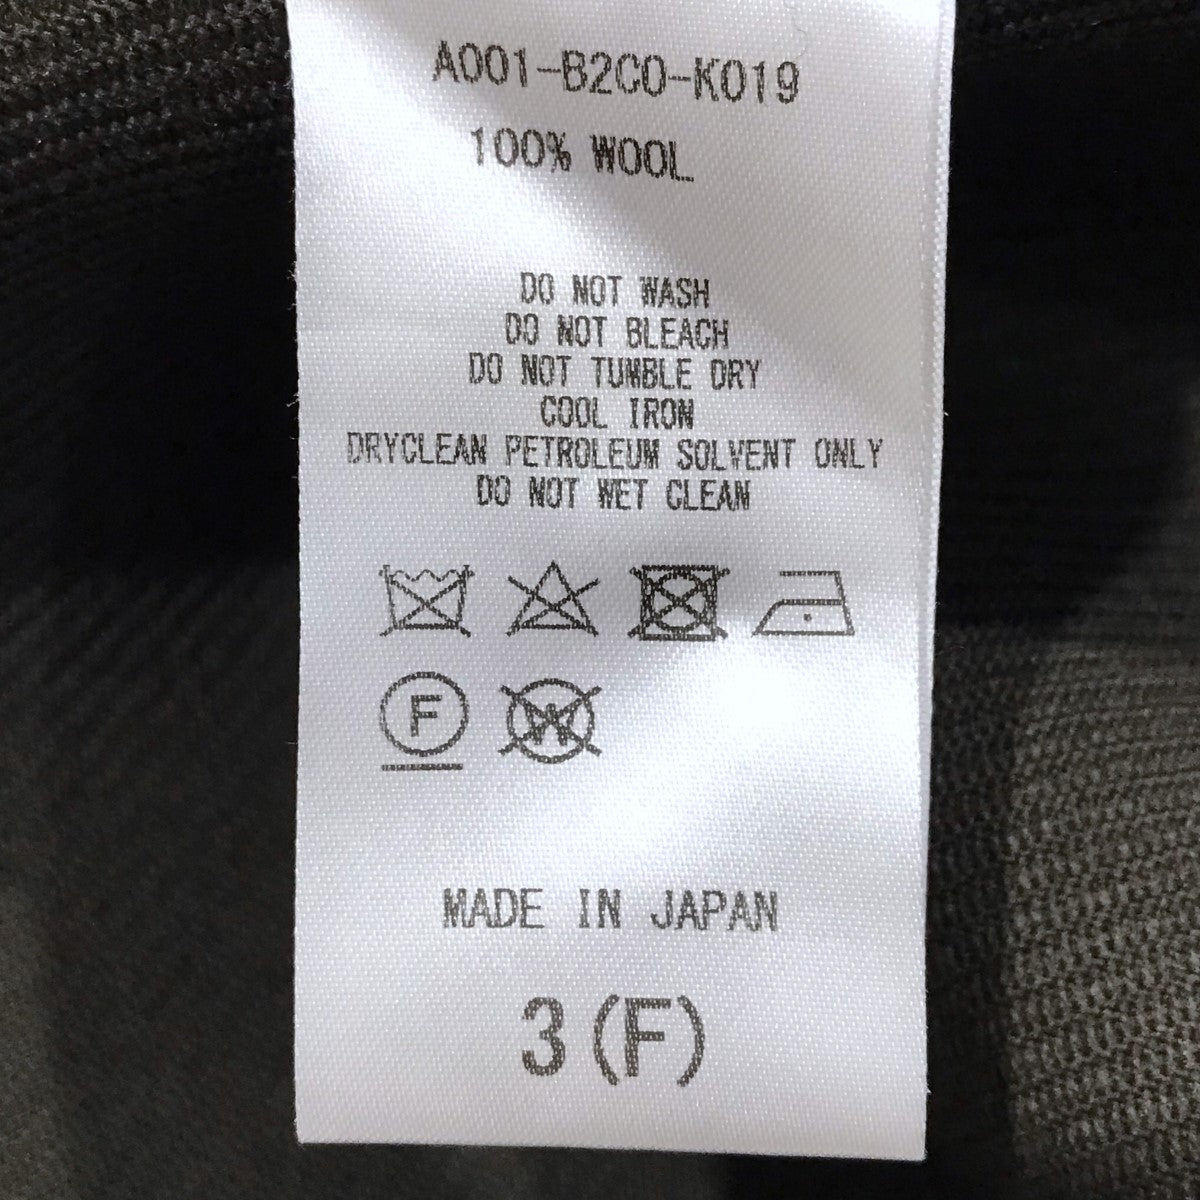 A001-B2C0-K019
100% WOOL
DO NOT WASH
DO NOT BLEACH
DO NOT TUMBLE DRY
COOL IRON
DRYCLEAN PETROLEUM SOLVENT ONLY
DO NOT WET CLEAN
F W
MADE IN JAPAN
3(F)